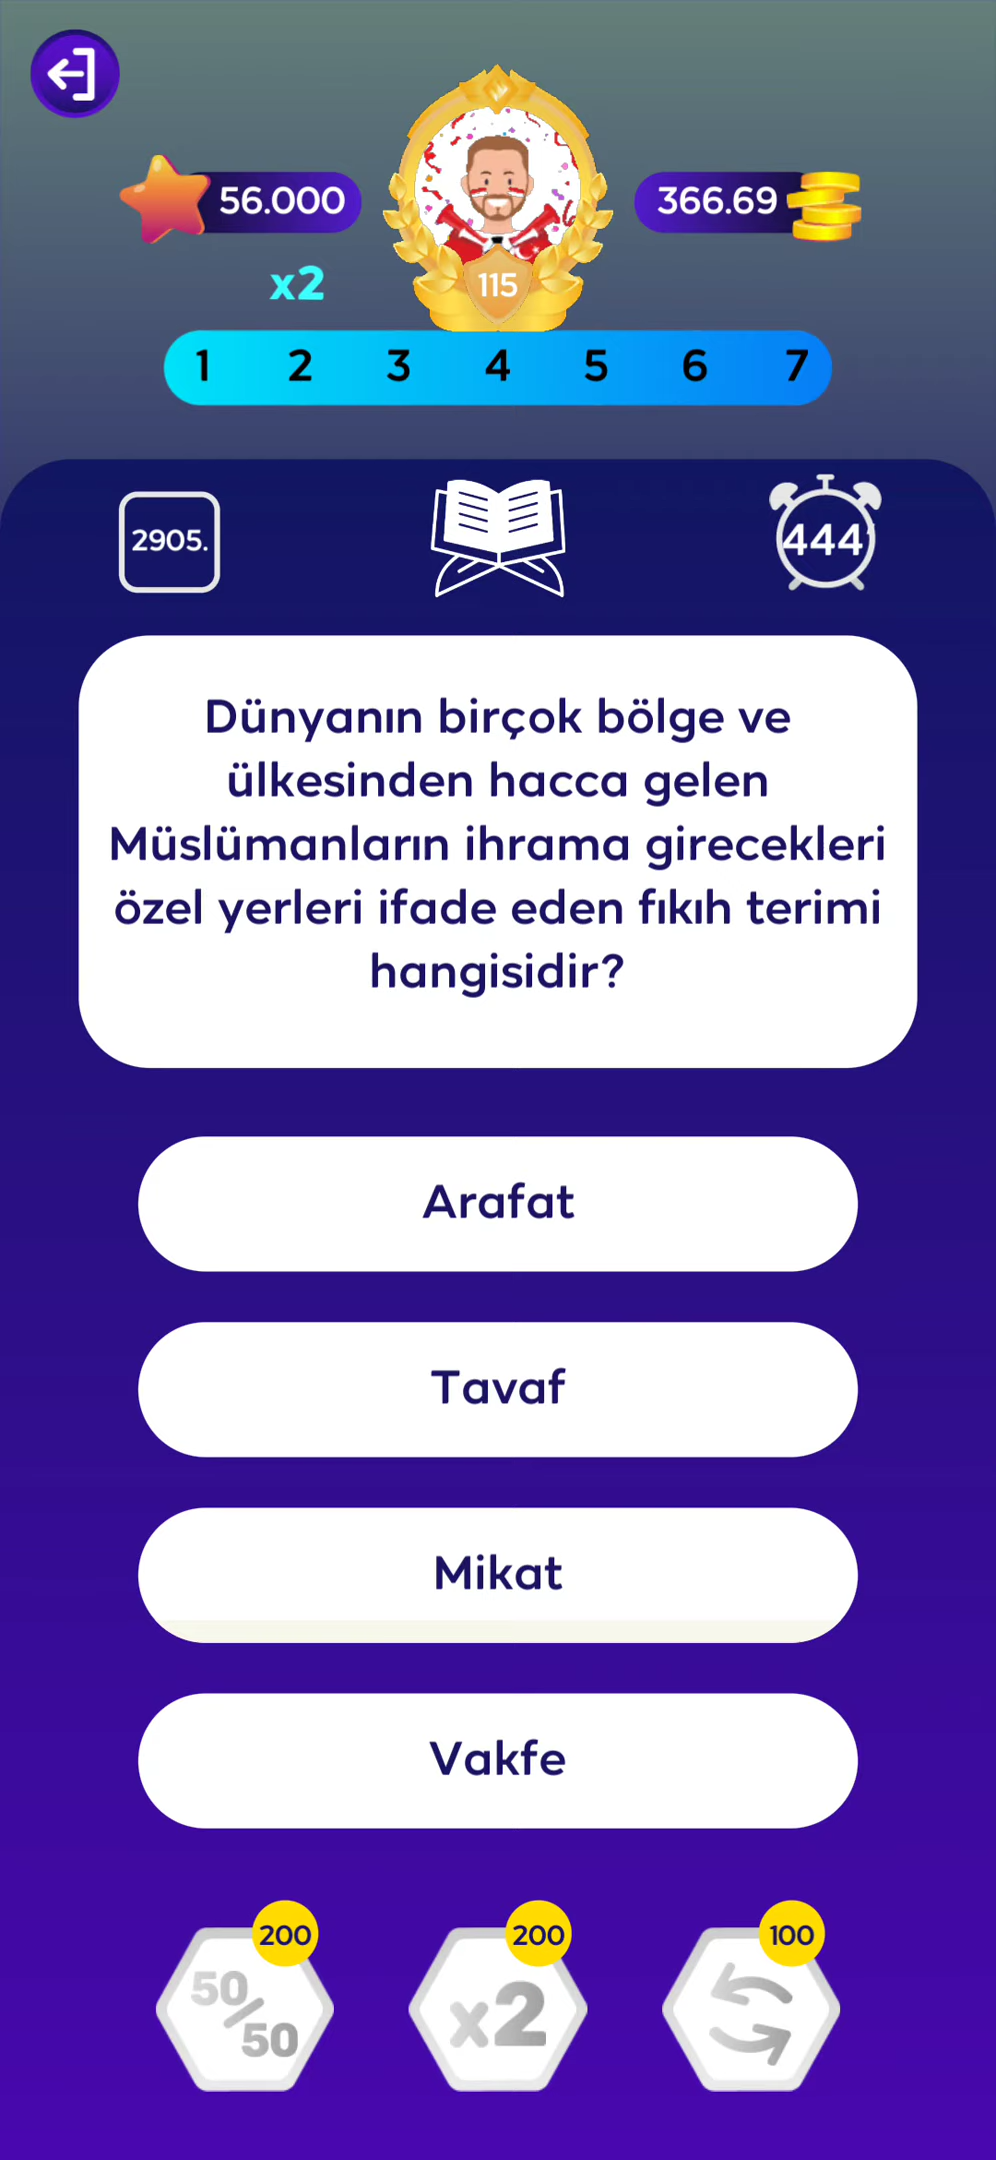 56.000
366.69
x2
115
1 2 3 4 5 6 7
2905.
444
Dünyanın birçok bölge ve
ülkesinden hacca gelen
Müslümanların ihrama girecekleri
özel yerleri ifade eden fıkıh terimi
hangisidir?
Arafat
Tavaf
Mikat
Vakfe
200
200
100
50/50
x2